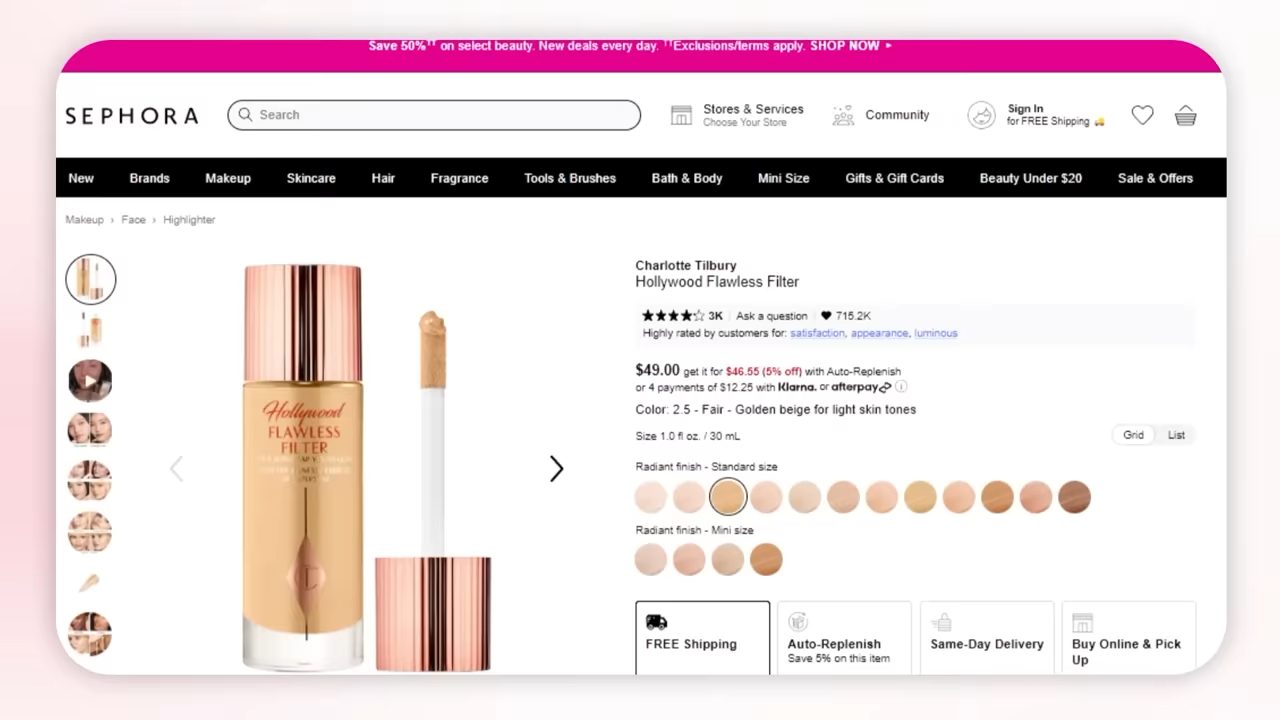 Save 50%†† on select beauty. New deals every day. ††Exclusions/terms apply. SHOP NOW ▸
SEPHORA
Search
Stores & Services
Choose Your Store
Community
Sign In
for FREE Shipping 🚚
New Brands Makeup Skincare Hair Fragrance Tools & Brushes Bath & Body Mini Size Gifts & Gift Cards Beauty Under $20 Sale & Offers
Makeup › Face › Highlighter
Charlotte Tilbury
Hollywood Flawless Filter
★★★★☆ 3K | Ask a question ♥ 715.2K
Highly rated by customers for: satisfaction, appearance, luminous
$49.00 get it for $46.55 (5% off) with Auto-Replenish
or 4 payments of $12.25 with Klarna. or afterpay
Color: 2.5 - Fair - Golden beige for light skin tones
Size 1.0 fl oz. / 30 mL
Grid List
Radiant finish - Standard size
Radiant finish - Mini size
FREE Shipping
Auto-Replenish
Save 5% on this item
Same-Day Delivery
Buy Online & Pick
Up
Hollywood
FLAWLESS
FILTER